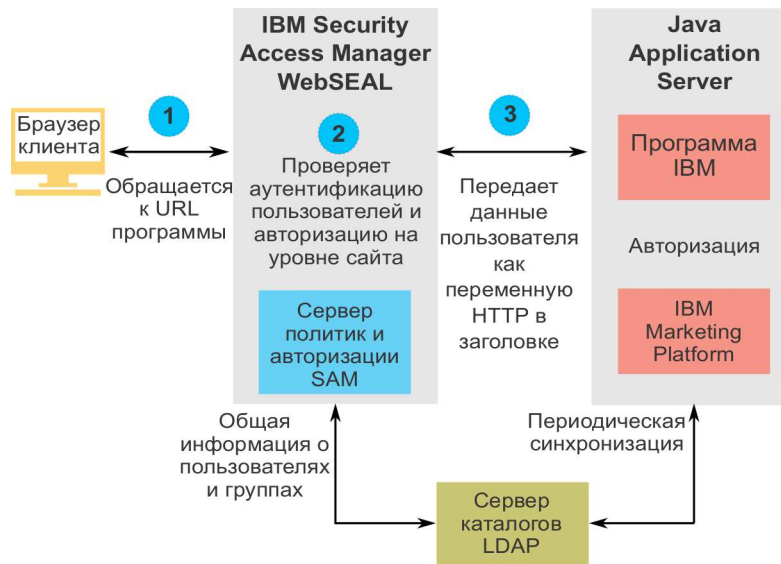 IBM Security
Access Manager
WebSEAL
Java
Application
Server
Браузер
клиента
1
Обращается
к URL
программы
2
Проверяет
аутентификацию
пользователей и
авторизацию на
уровне сайта
Сервер
политик и
авторизации
SAM
3
Передает
данные
пользователя
как
переменную
HTTP в
заголовке
Программа
IBM
Авторизация
IBM
Marketing
Platform
Общая
информация о
пользователях
и группах
Периодическая
синхронизация
Сервер
каталогов
LDAP